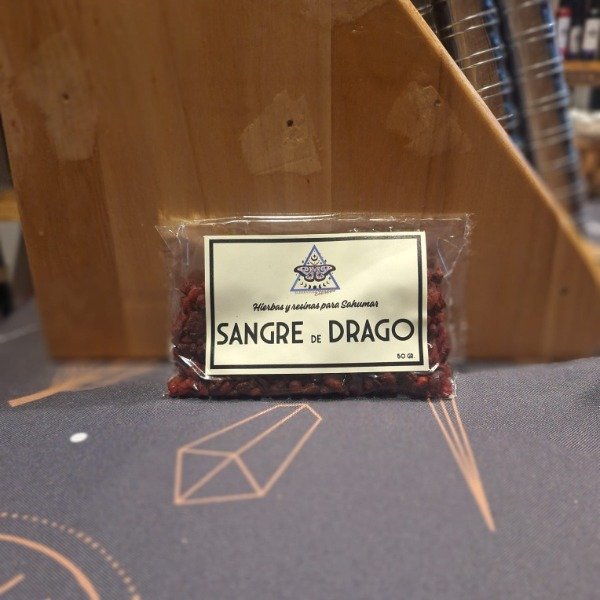 Hierbas y resinas para Sahumar
SANGRE DE DRAGO
50 GR.